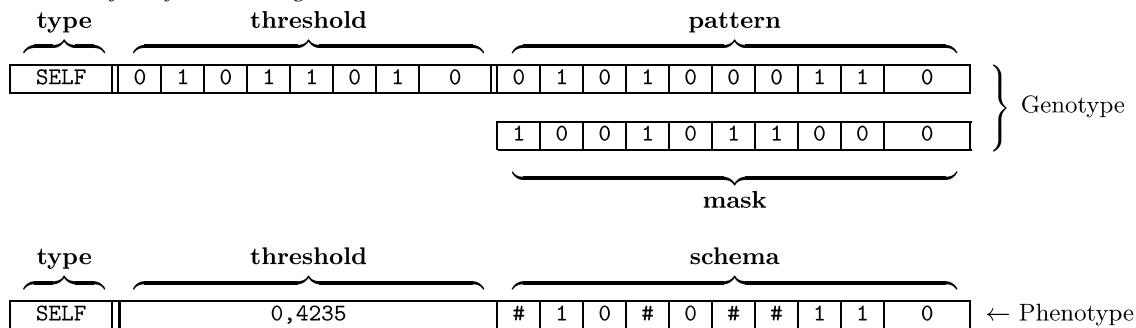 type threshold pattern
SELF 0 1 0 1 1 0 1 0 0 1 0 1 0 0 0 1 1 0
Genotype
1 0 0 1 0 1 1 0 0 0
mask
type threshold schema
SELF 0,4235 # 1 0 # 0 # # 1 1 0 ← Phenotype